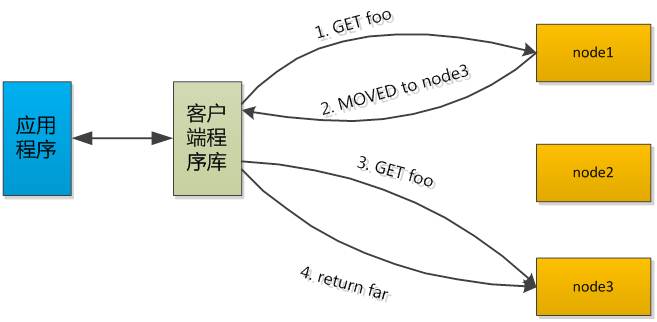 应用
程序
客户
端程
序库
1. GET foo
2. MOVED to node3
3. GET foo
4. return far
node1
node2
node3